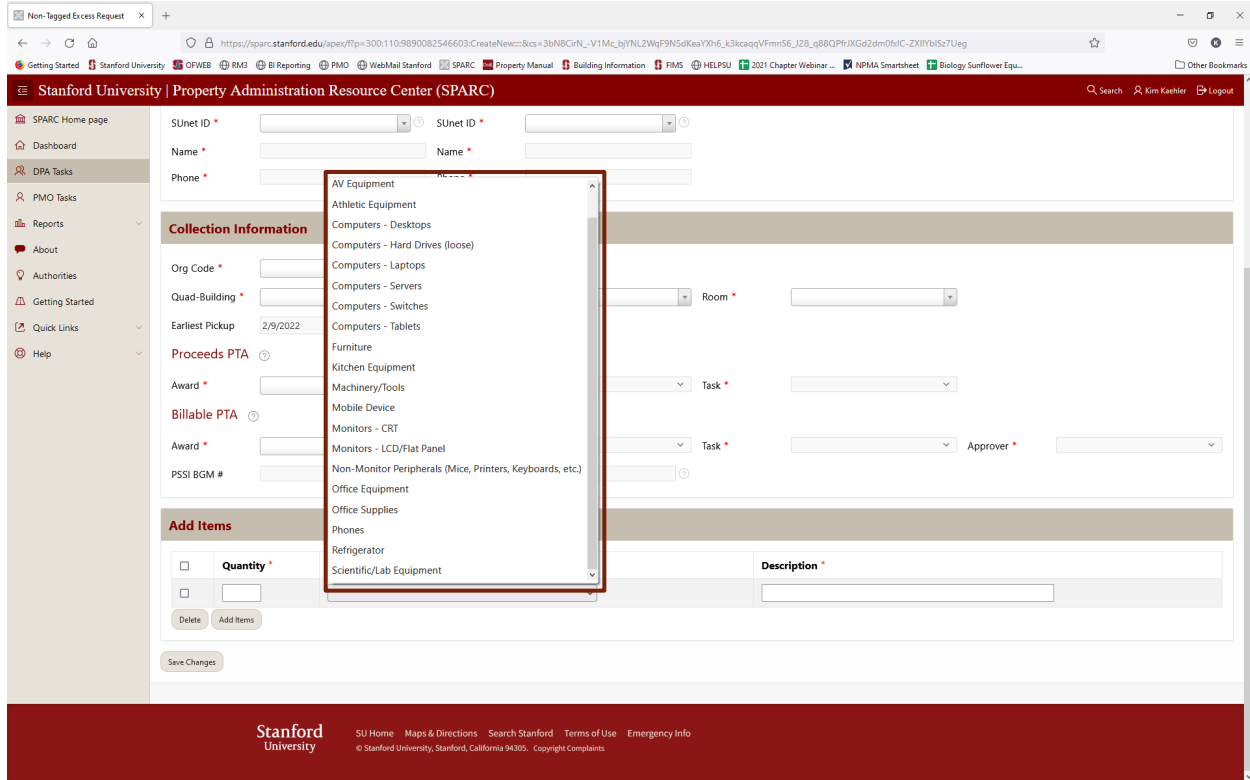 Non-Tagged Excess Request
https://sparc.stanford.edu/apex/f?p=300:110:9890082546603:CreateNew::::&cs=3bN8CirN_-V1Mc_bjYNL2WqF9N5dKeaYXh6_k3kcaqqVFmnS6_J28_q88QPfrJXGd2dm0fxIC-ZXIlYbISz7Ueg
Getting Started Stanford University OFWEB RM3 BI Reporting PMO WebMail Stanford SPARC Property Manual Building Information FIMS HELPSU 2021 Chapter Webinar ... NPMA Smartsheet Biology Sunflower Equ... Other Bookmarks
Stanford University | Property Administration Resource Center (SPARC)
Search Kim Kaehler Logout
SPARC Home page
Dashboard
DPA Tasks
PMO Tasks
Reports
About
Authorities
Getting Started
Quick Links
Help
SUnet ID * SUnet ID *
Name * Name *
Phone *
Collection Information
Org Code *
Quad-Building * Room *
Earliest Pickup 2/9/2022
Proceeds PTA
Award * Task *
Billable PTA
Award * Task * Approver *
PSSI BGM #
AV Equipment
Athletic Equipment
Computers - Desktops
Computers - Hard Drives (loose)
Computers - Laptops
Computers - Servers
Computers - Switches
Computers - Tablets
Furniture
Kitchen Equipment
Machinery/Tools
Mobile Device
Monitors - CRT
Monitors - LCD/Flat Panel
Non-Monitor Peripherals (Mice, Printers, Keyboards, etc.)
Office Equipment
Office Supplies
Phones
Refrigerator
Scientific/Lab Equipment
Add Items
Quantity * Description *
Delete Add Items
Save Changes
Stanford
University
SU Home Maps & Directions Search Stanford Terms of Use Emergency Info
© Stanford University, Stanford, California 94305. Copyright Complaints